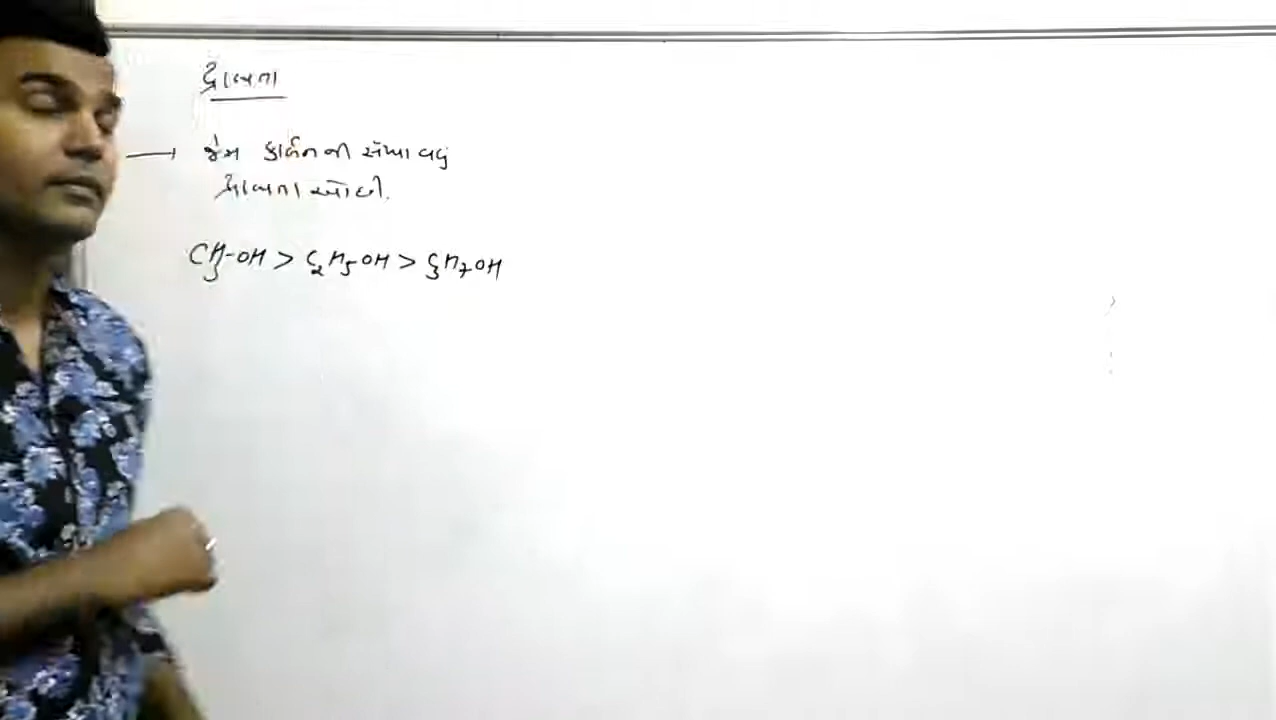 દ્રાવ્યતા
→ જેમ કાર્બનની સંખ્યા વધુ
દ્રાવ્યતા ઓછી.
CH₃-OH > C₂H₅OH > C₃H₇OH